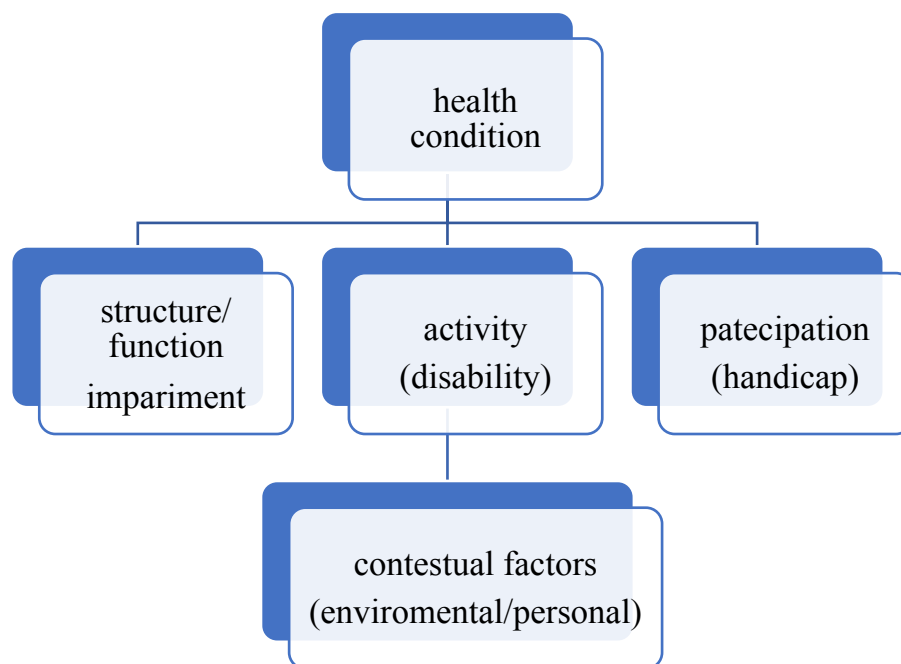 health
condition
structure/
function
impariment
activity
(disability)
patecipation
(handicap)
contestual factors
(enviromental/personal)